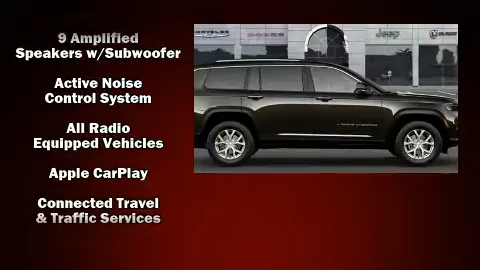 9 Amplified
Speakers w/Subwoofer
Active Noise
Control System
All Radio
Equipped Vehicles
Apple CarPlay
Connected Travel
& Traffic Services
Jeep
RAM